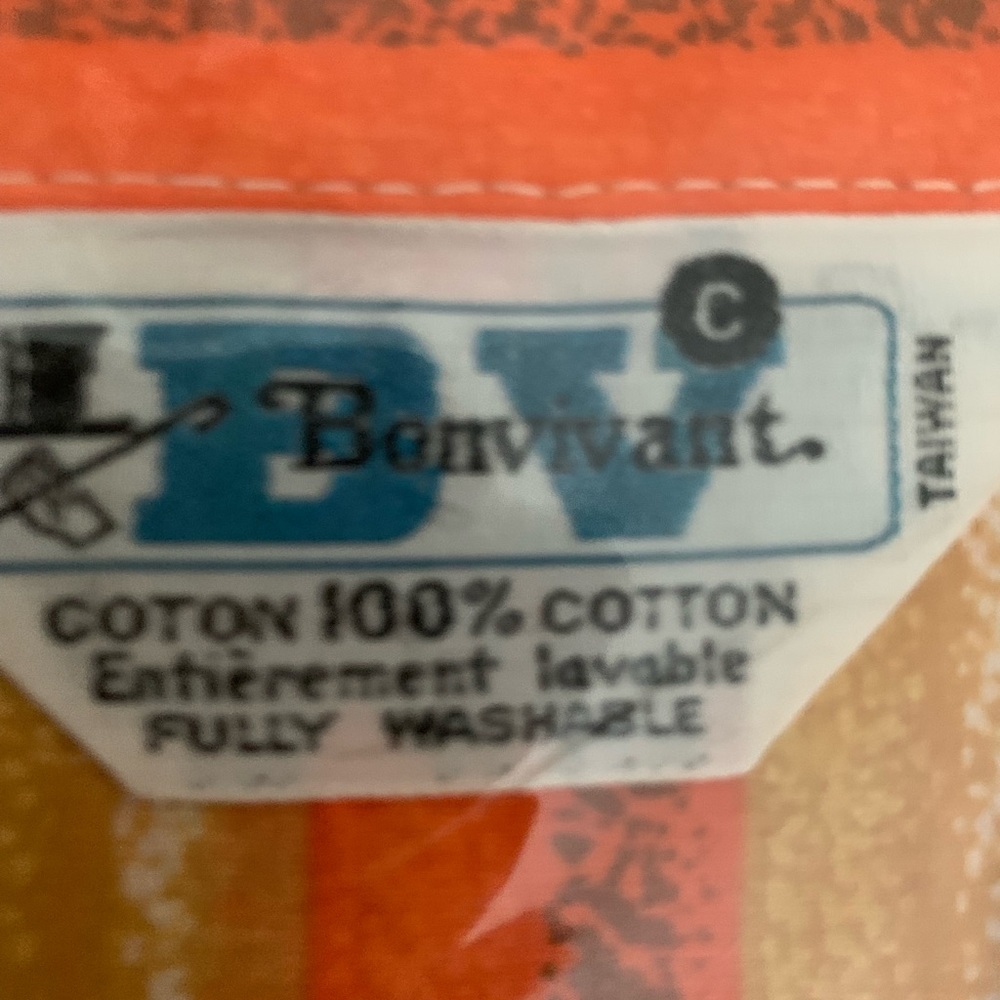 C
BV
Bonvivant.
TAIWAN
COTON 100% COTTON
Entièrement lavable
FULLY WASHABLE